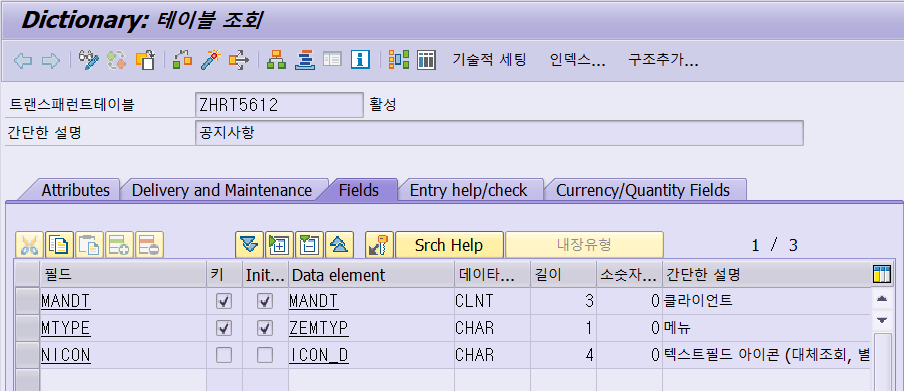 Dictionary: 테이블 조회
기술적 세팅 인덱스... 구조추가...
트랜스패런트테이블 ZHRT5612 활성
간단한 설명 공지사항
Attributes Delivery and Maintenance Fields Entry help/check Currency/Quantity Fields
Srch Help 내장유형 1 / 3
필드 키 Init... Data element 데이타... 길이 소숫자... 간단한 설명
MANDT MANDT CLNT 3 0 클라이언트
MTYPE ZEMTYP CHAR 1 0 메뉴
NICON ICON_D CHAR 4 0 텍스트필드 아이콘 (대체조회, 별